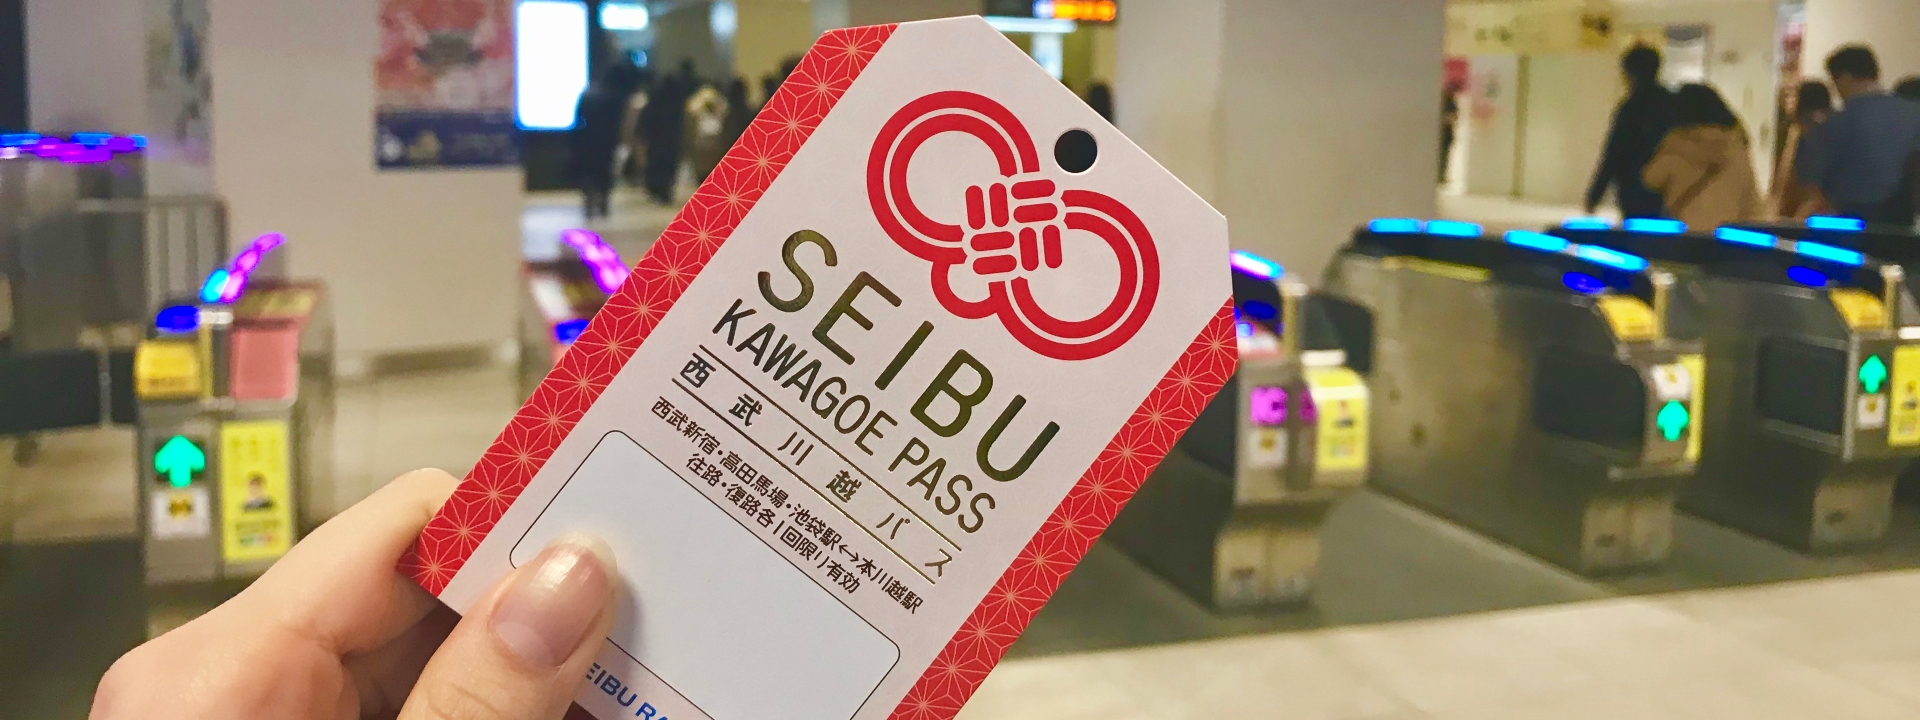 SEIBU
KAWAGOE PASS
西武川越パス
西武新宿・高田馬場・池袋駅↔本川越駅
往路・復路各1回限り有効
EIBU RA